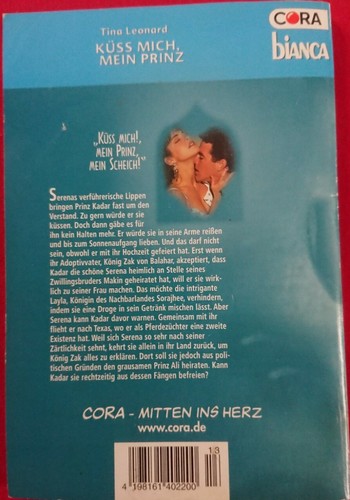 CORA
Tina Leonard
KÜSS MICH,
MEIN PRINZ
bianca
„KÜSS MICH!,
MEIN PRINZ,
MEIN SCHEICH!“
Serenas verführerische Lippen
bringen Prinz Kadar fast um den
Verstand. Zu gern würde er sie
küssen. Doch dann gäbe es für
ihn kein Halten mehr. Er würde sie in seine Arme reißen
und bis zum Sonnenaufgang lieben. Und das darf nicht
sein, obwohl er mit ihr Hochzeit gefeiert hat. Erst wenn
ihr Adoptivvater, König Zak von Balahar, akzeptiert, dass
Kadar die schöne Serena heimlich an Stelle seines
Zwillingsbruders Makin geheiratet hat, will er sie wirk-
lich zu seiner Frau machen. Das möchte die intrigante
Layla, Königin des Nachbarlandes Sorajhee, verhindern,
indem sie eine Droge in sein Getränk mischen lässt. Aber
Serena kann Kadar davor warnen. Gemeinsam mit ihr
flieht er nach Texas, wo er als Pferdezüchter eine zweite
Existenz hat. Weil sich Serena so sehr nach seiner
Zärtlichkeit sehnt, kehrt sie allein in ihr Land zurück, um
König Zak alles zu erklären. Dort soll sie jedoch aus poli-
tischen Gründen den grausamen Prinz Ali heiraten. Kann
Kadar sie rechtzeitig aus dessen Fängen befreien?
CORA - MITTEN INS HERZ
www.cora.de
13
4 198161 402200